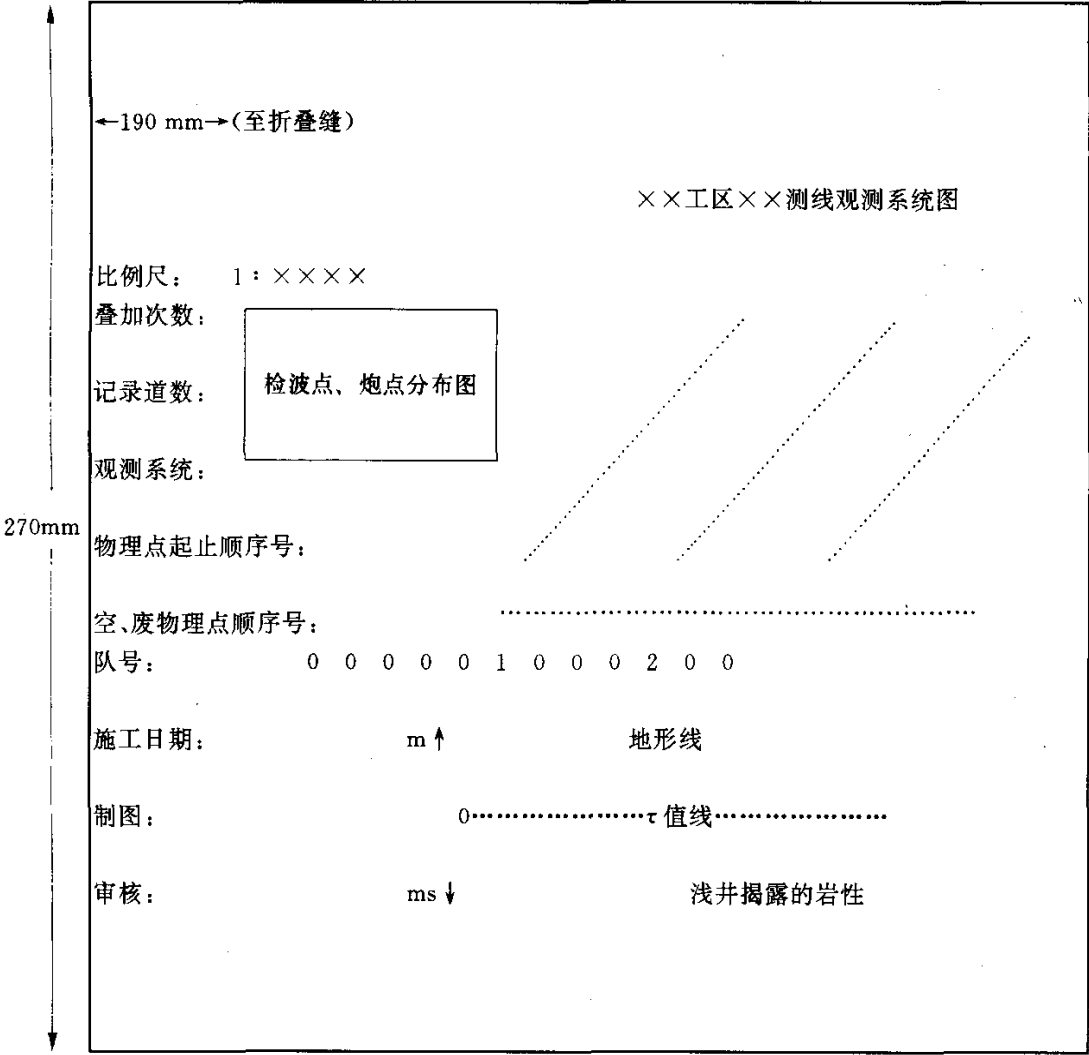 ←190 mm→(至折叠缝)
××工区××测线观测系统图
比例尺： 1：××××
叠加次数：
检波点、炮点分布图
记录道数：
观测系统：
270mm
物理点起止顺序号：
空、废物理点顺序号：
队号： 0 0 0 0 0 1 0 0 0 2 0 0
施工日期： m↑ 地形线
制图： 0…………………τ值线…………………
审核： ms↓ 浅井揭露的岩性